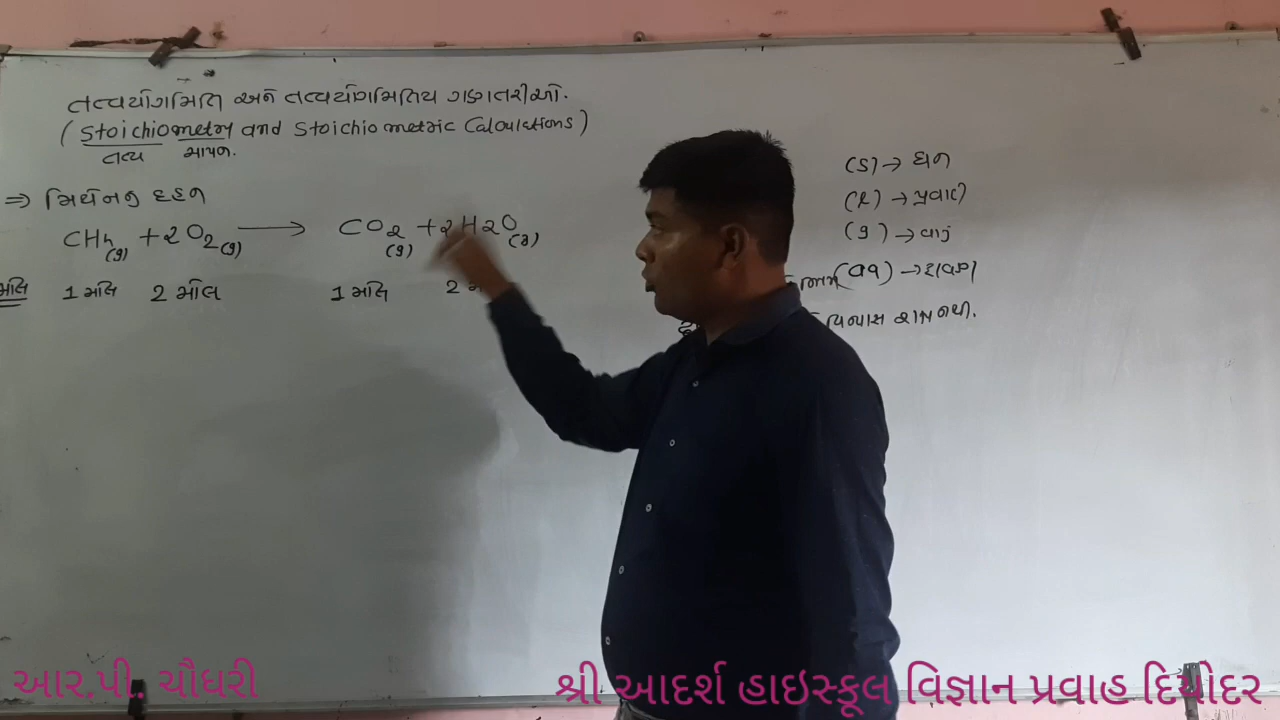 તત્વયોગમિતિ અને તત્વયોગમિતિય ગણતરીઓ.
(Stoichiometry and Stoichiometric Calculations)
તત્વ માપન.
⇒ મિથેનનું દહન
CH4(g) + 2O2(g) ⟶ CO2(g) + 2H2O(g)
1 મોલ 2 મોલ 1 મોલ 2
(s) → ઘન
(l) → પ્રવાહી
(g) → વાયુ
(aq) → દ્રાવણ
નથી.
આર.પી. ચૌધરી
શ્રી આદર્શ હાઇસ્કૂલ વિજ્ઞાન પ્રવાહ દિયોદર